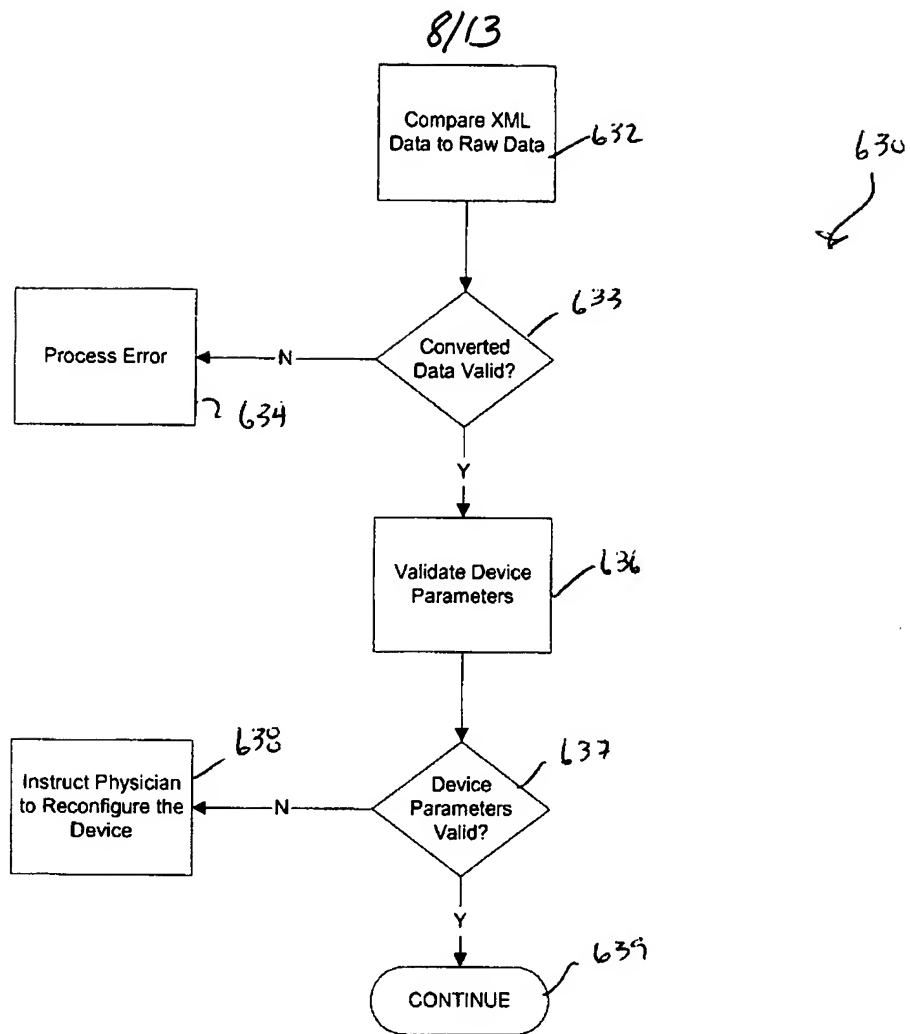 8/13
Compare XML
Data to Raw Data
632
630
633
Converted
Data Valid?
N
Process Error
634
Y
Validate Device
Parameters
636
638
637
Instruct Physician
to Reconfigure the
Device
N
Device
Parameters
Valid?
Y
CONTINUE
639